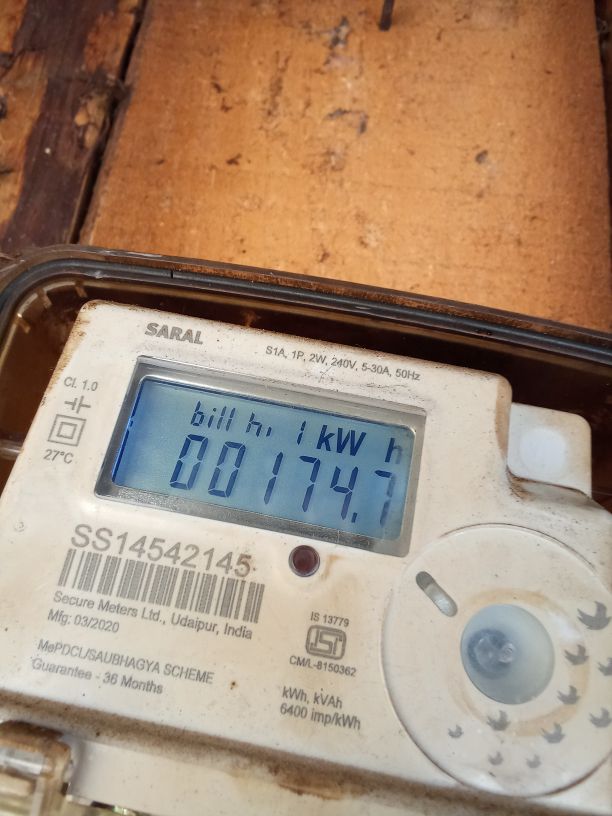 SARAL
S1A, 1P, 2W, 240V, 5-30A, 50Hz
Cl. 1.0
27°C
bill hi 1 kW h
00174.7
SS14542145
Secure Meters Ltd., Udaipur, India
Mfg: 03/2020
MePDCL/SAUBHAGYA SCHEME
Guarantee - 36 Months
IS 13779
CM/L-8150362
kWh, kVAh
6400 imp/kWh